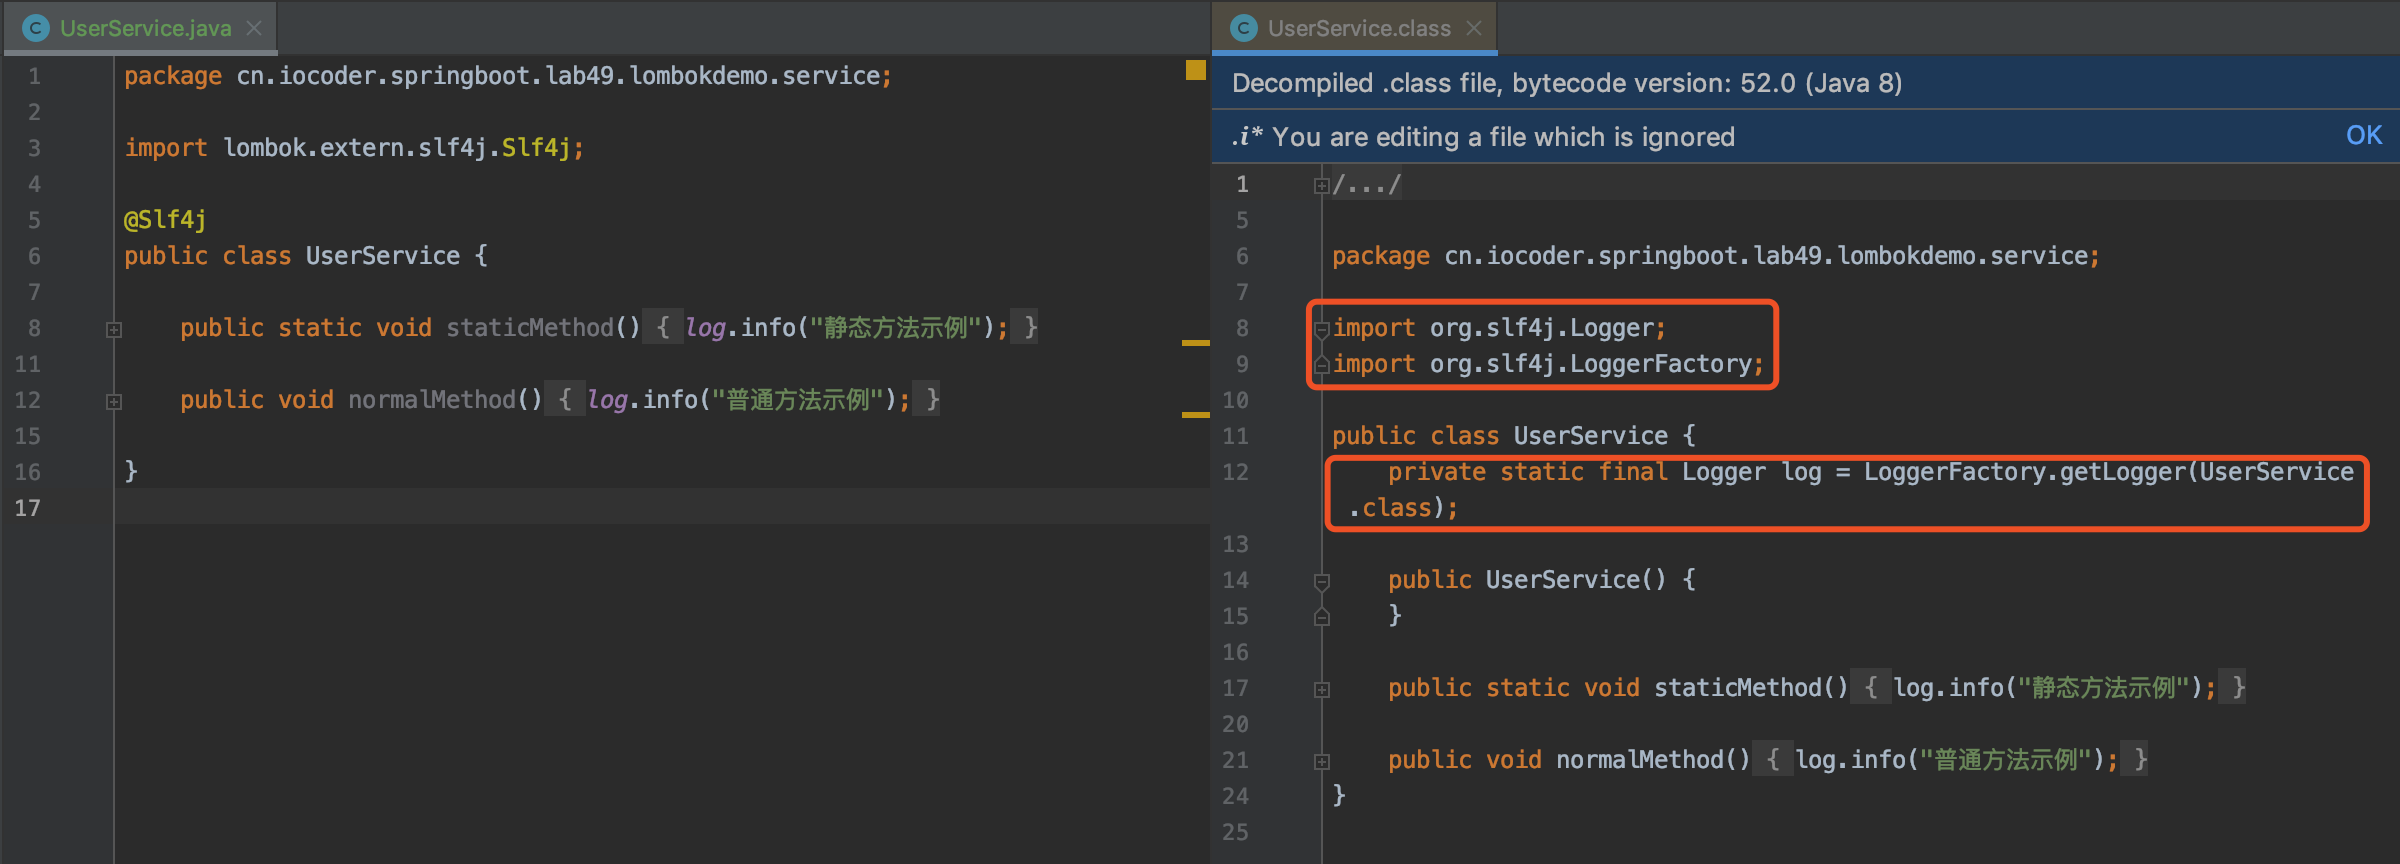 UserService.java
1 package cn.iocoder.springboot.lab49.lombokdemo.service;
2
3 import lombok.extern.slf4j.Slf4j;
4
5 @Slf4j
6 public class UserService {
7
8 public static void staticMethod() { log.info("静态方法示例"); }
11
12 public void normalMethod() { log.info("普通方法示例"); }
15
16 }
17
UserService.class
Decompiled .class file, bytecode version: 52.0 (Java 8)
.i* You are editing a file which is ignored OK
1 /.../
5
6 package cn.iocoder.springboot.lab49.lombokdemo.service;
7
8 import org.slf4j.Logger;
9 import org.slf4j.LoggerFactory;
10
11 public class UserService {
12 private static final Logger log = LoggerFactory.getLogger(UserService
.class);
13
14 public UserService() {
15 }
16
17 public static void staticMethod() { log.info("静态方法示例"); }
20
21 public void normalMethod() { log.info("普通方法示例"); }
24 }
25